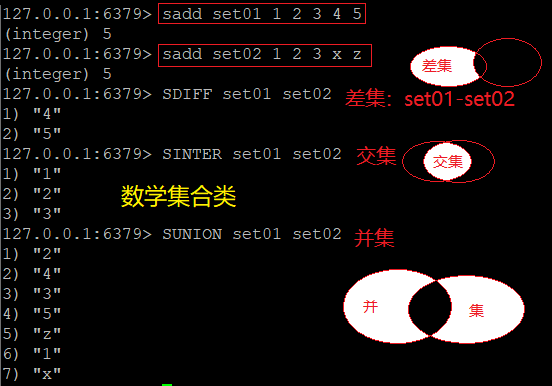 127.0.0.1:6379> sadd set01 1 2 3 4 5
(integer) 5
127.0.0.1:6379> sadd set02 1 2 3 x z
(integer) 5
差集
127.0.0.1:6379> SDIFF set01 set02 差集：set01-set02
1) "4"
2) "5"
127.0.0.1:6379> SINTER set01 set02 交集
交集
1) "1"
2) "2"
3) "3"
数学集合类
127.0.0.1:6379> SUNION set01 set02 并集
1) "2"
2) "4"
3) "3"
4) "5"
5) "z"
6) "1"
7) "x"
并 集